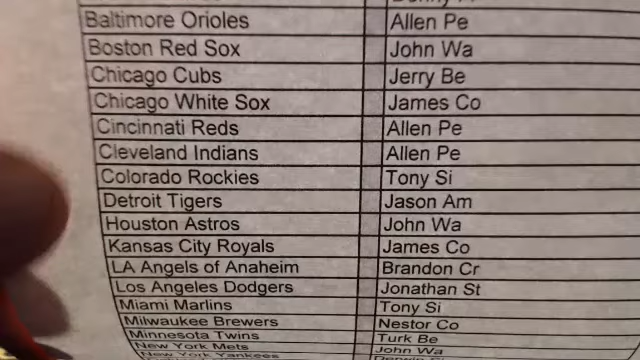 Baltimore Orioles Allen Pe
Boston Red Sox John Wa
Chicago Cubs Jerry Be
Chicago White Sox James Co
Cincinnati Reds Allen Pe
Cleveland Indians Allen Pe
Colorado Rockies Tony Si
Detroit Tigers Jason Am
Houston Astros John Wa
Kansas City Royals James Co
LA Angels of Anaheim Brandon Cr
Los Angeles Dodgers Jonathan St
Miami Marlins Tony Si
Milwaukee Brewers Nestor Co
Minnesota Twins Turk Be
New York Mets John Wa
New York Yankees